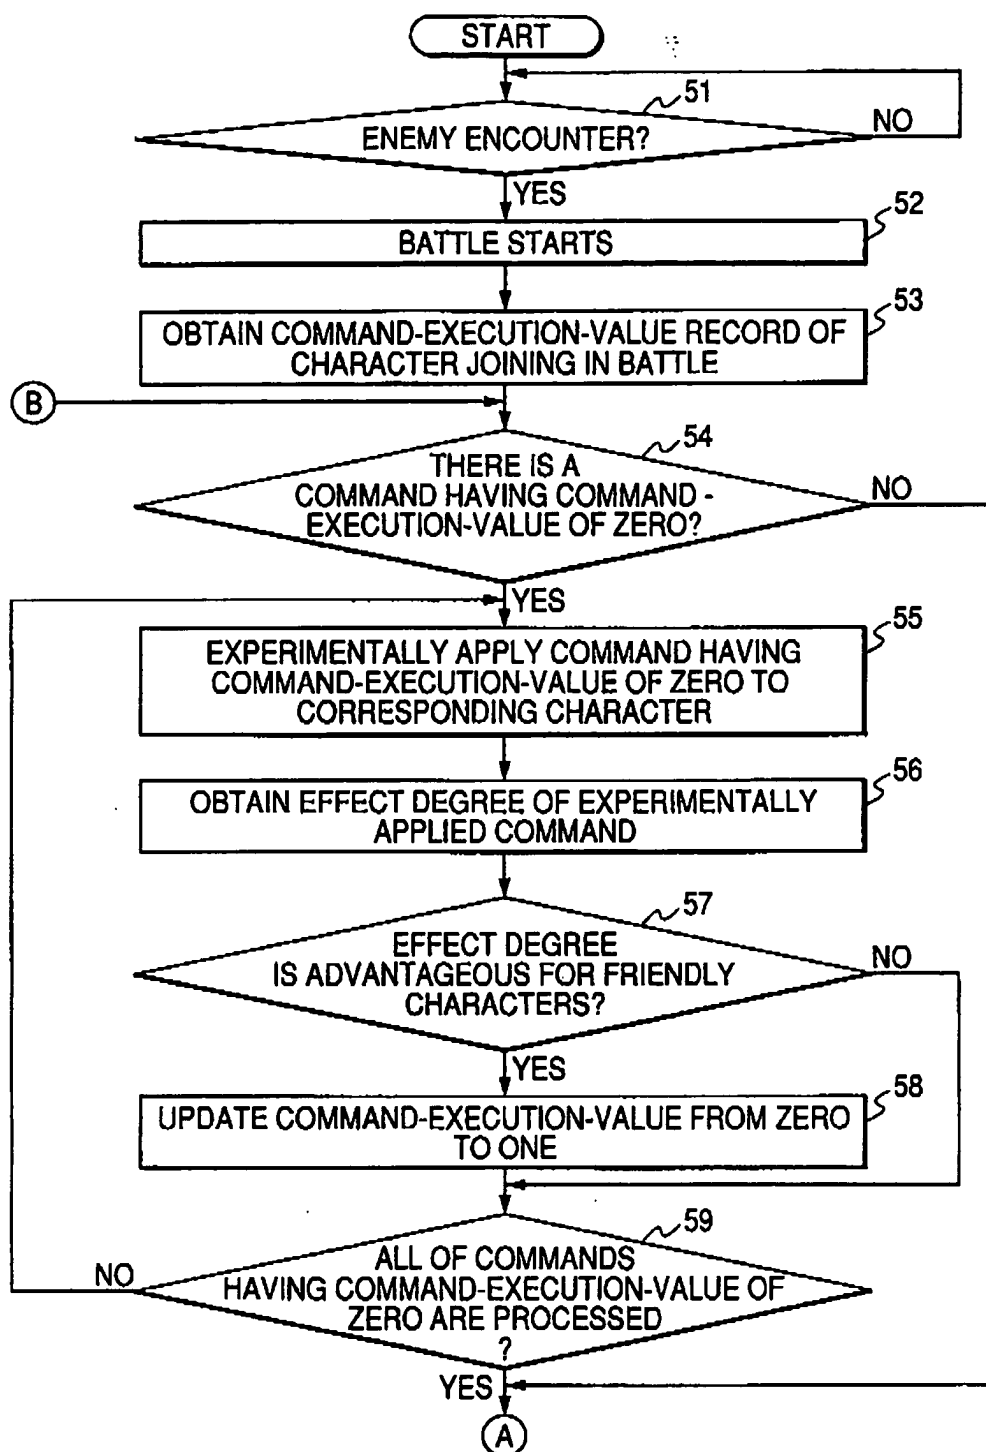 START
51
ENEMY ENCOUNTER?
NO
YES
52
BATTLE STARTS
53
OBTAIN COMMAND-EXECUTION-VALUE RECORD OF
CHARACTER JOINING IN BATTLE
B
54
THERE IS A
COMMAND HAVING COMMAND -
EXECUTION-VALUE OF ZERO?
NO
YES
55
EXPERIMENTALLY APPLY COMMAND HAVING
COMMAND-EXECUTION-VALUE OF ZERO TO
CORRESPONDING CHARACTER
56
OBTAIN EFFECT DEGREE OF EXPERIMENTALLY
APPLIED COMMAND
57
EFFECT DEGREE
IS ADVANTAGEOUS FOR FRIENDLY
CHARACTERS?
NO
YES
58
UPDATE COMMAND-EXECUTION-VALUE FROM ZERO
TO ONE
59
ALL OF COMMANDS
HAVING COMMAND-EXECUTION-VALUE OF
ZERO ARE PROCESSED
?
NO
YES
A